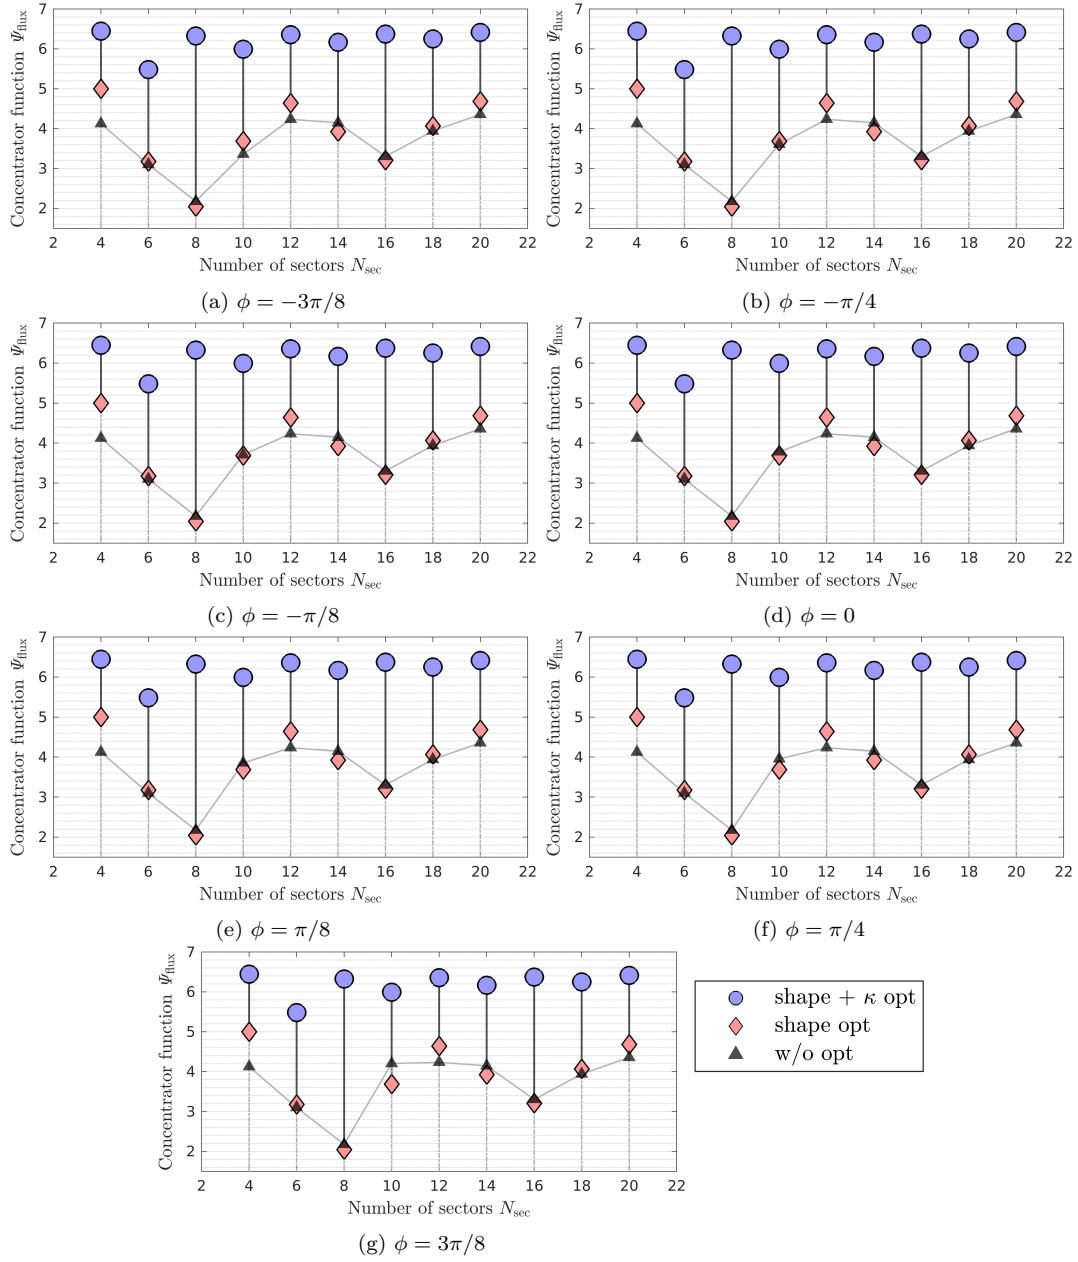 Concentrator function Ψflux
7
6
5
4
3
2
2 4 6 8 10 12 14 16 18 20 22
Number of sectors Nsec
(a) ϕ = −3π/8
Concentrator function Ψflux
7
6
5
4
3
2
2 4 6 8 10 12 14 16 18 20 22
Number of sectors Nsec
(b) ϕ = −π/4
Concentrator function Ψflux
7
6
5
4
3
2
2 4 6 8 10 12 14 16 18 20 22
Number of sectors Nsec
(c) ϕ = −π/8
Concentrator function Ψflux
7
6
5
4
3
2
2 4 6 8 10 12 14 16 18 20 22
Number of sectors Nsec
(d) ϕ = 0
Concentrator function Ψflux
7
6
5
4
3
2
2 4 6 8 10 12 14 16 18 20 22
Number of sectors Nsec
(e) ϕ = π/8
Concentrator function Ψflux
7
6
5
4
3
2
2 4 6 8 10 12 14 16 18 20 22
Number of sectors Nsec
(f) ϕ = π/4
Concentrator function Ψflux
7
6
5
4
3
2
2 4 6 8 10 12 14 16 18 20 22
Number of sectors Nsec
(g) ϕ = 3π/8
shape + κ opt
shape opt
w/o opt